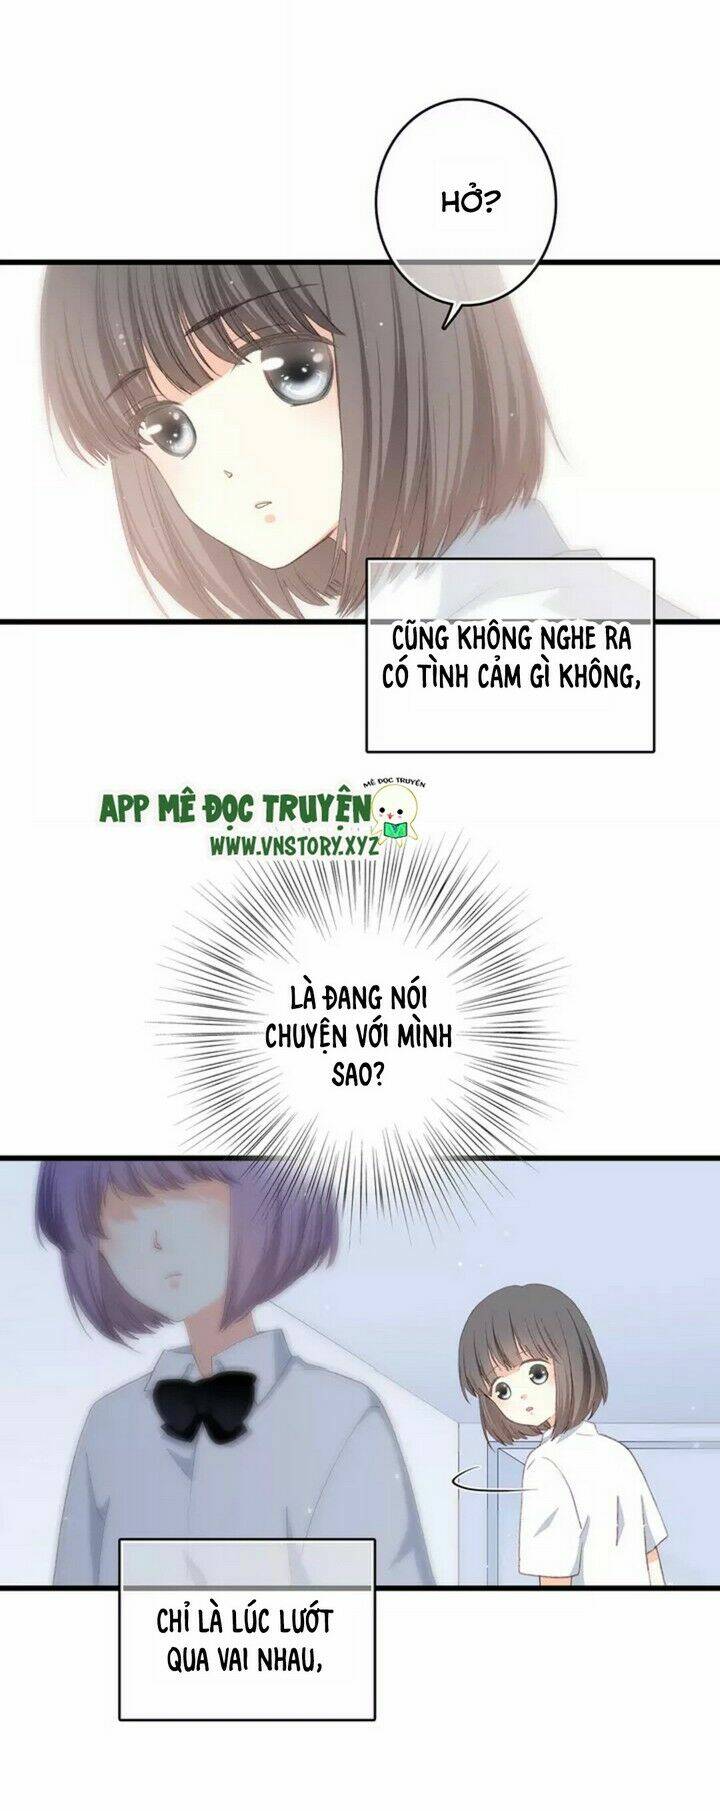 HỞ?
CŨNG KHÔNG NGHE RA
CÓ TÌNH CẢM GÌ KHÔNG,
MÊ ĐỌC TRUYỆN
APP MÊ ĐỌC TRUYỆN
WWW.VNSTORY.XYZ
LÀ ĐANG NÓI
CHUYỆN VỚI MÌNH
SAO?
CHỈ LÀ LÚC LƯỚT
QUA VAI NHAU,